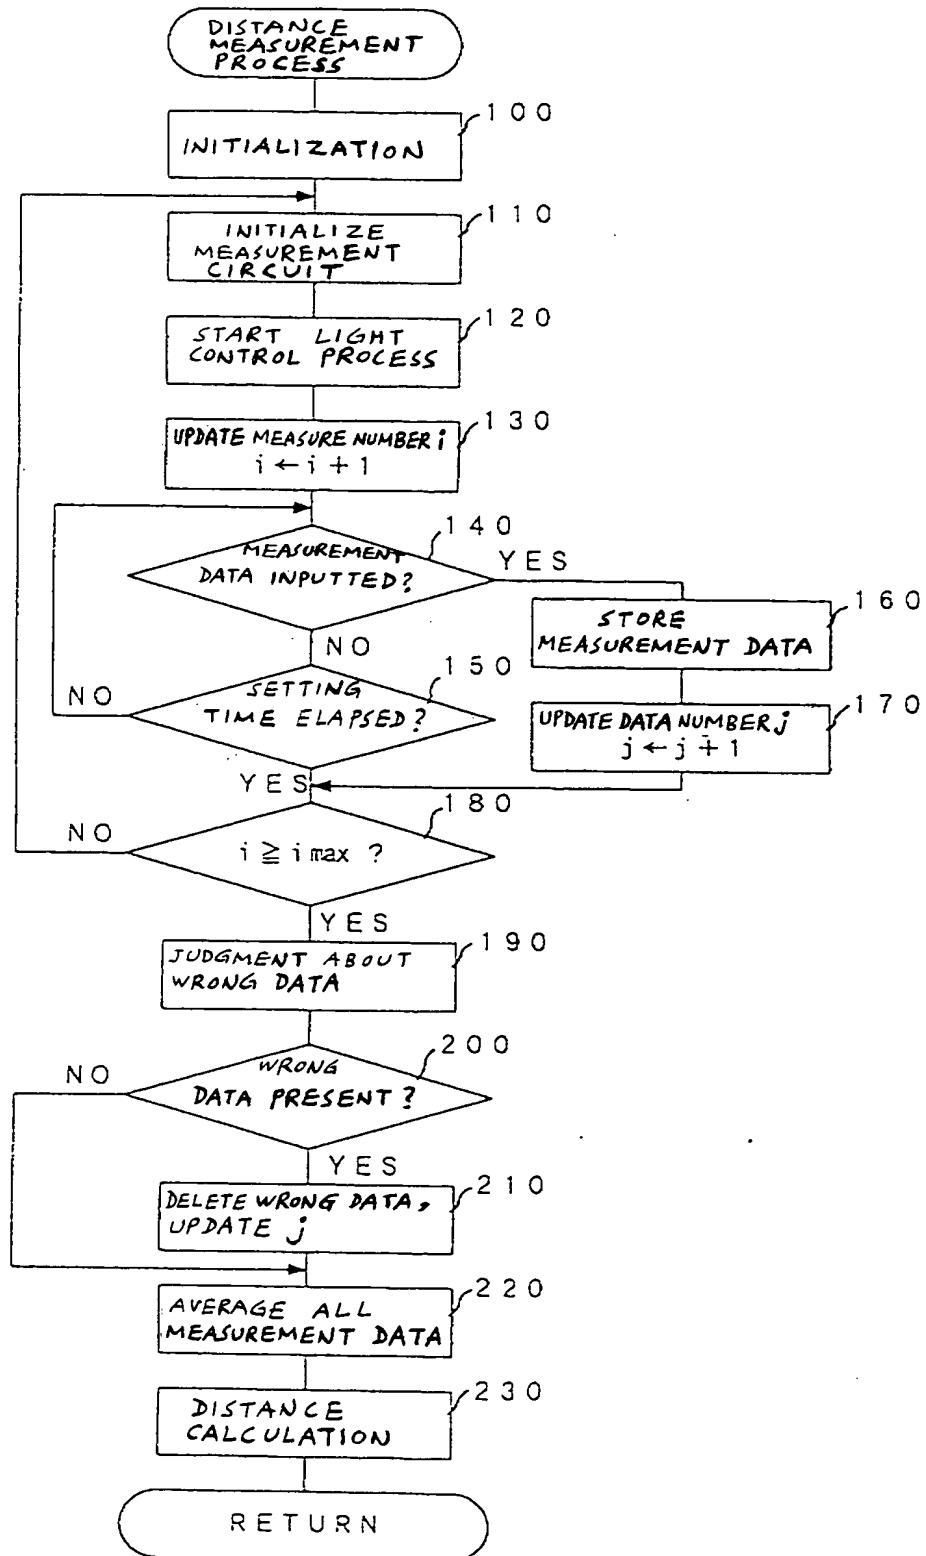 DISTANCE
MEASUREMENT
PROCESS
100
INITIALIZATION
110
INITIALIZE
MEASUREMENT
CIRCUIT
120
START LIGHT
CONTROL PROCESS
130
UPDATE MEASURE NUMBER i
i ← i + 1
140
MEASUREMENT
DATA INPUTTED?
YES
160
STORE
MEASUREMENT DATA
NO
150
SETTING
TIME ELAPSED?
NO
170
UPDATE DATA NUMBER j
j ← j + 1
YES
180
NO
i ≧ i max ?
YES
190
JUDGMENT ABOUT
WRONG DATA
200
NO
WRONG
DATA PRESENT?
YES
210
DELETE WRONG DATA,
UPDATE j
220
AVERAGE ALL
MEASUREMENT DATA
230
DISTANCE
CALCULATION
RETURN